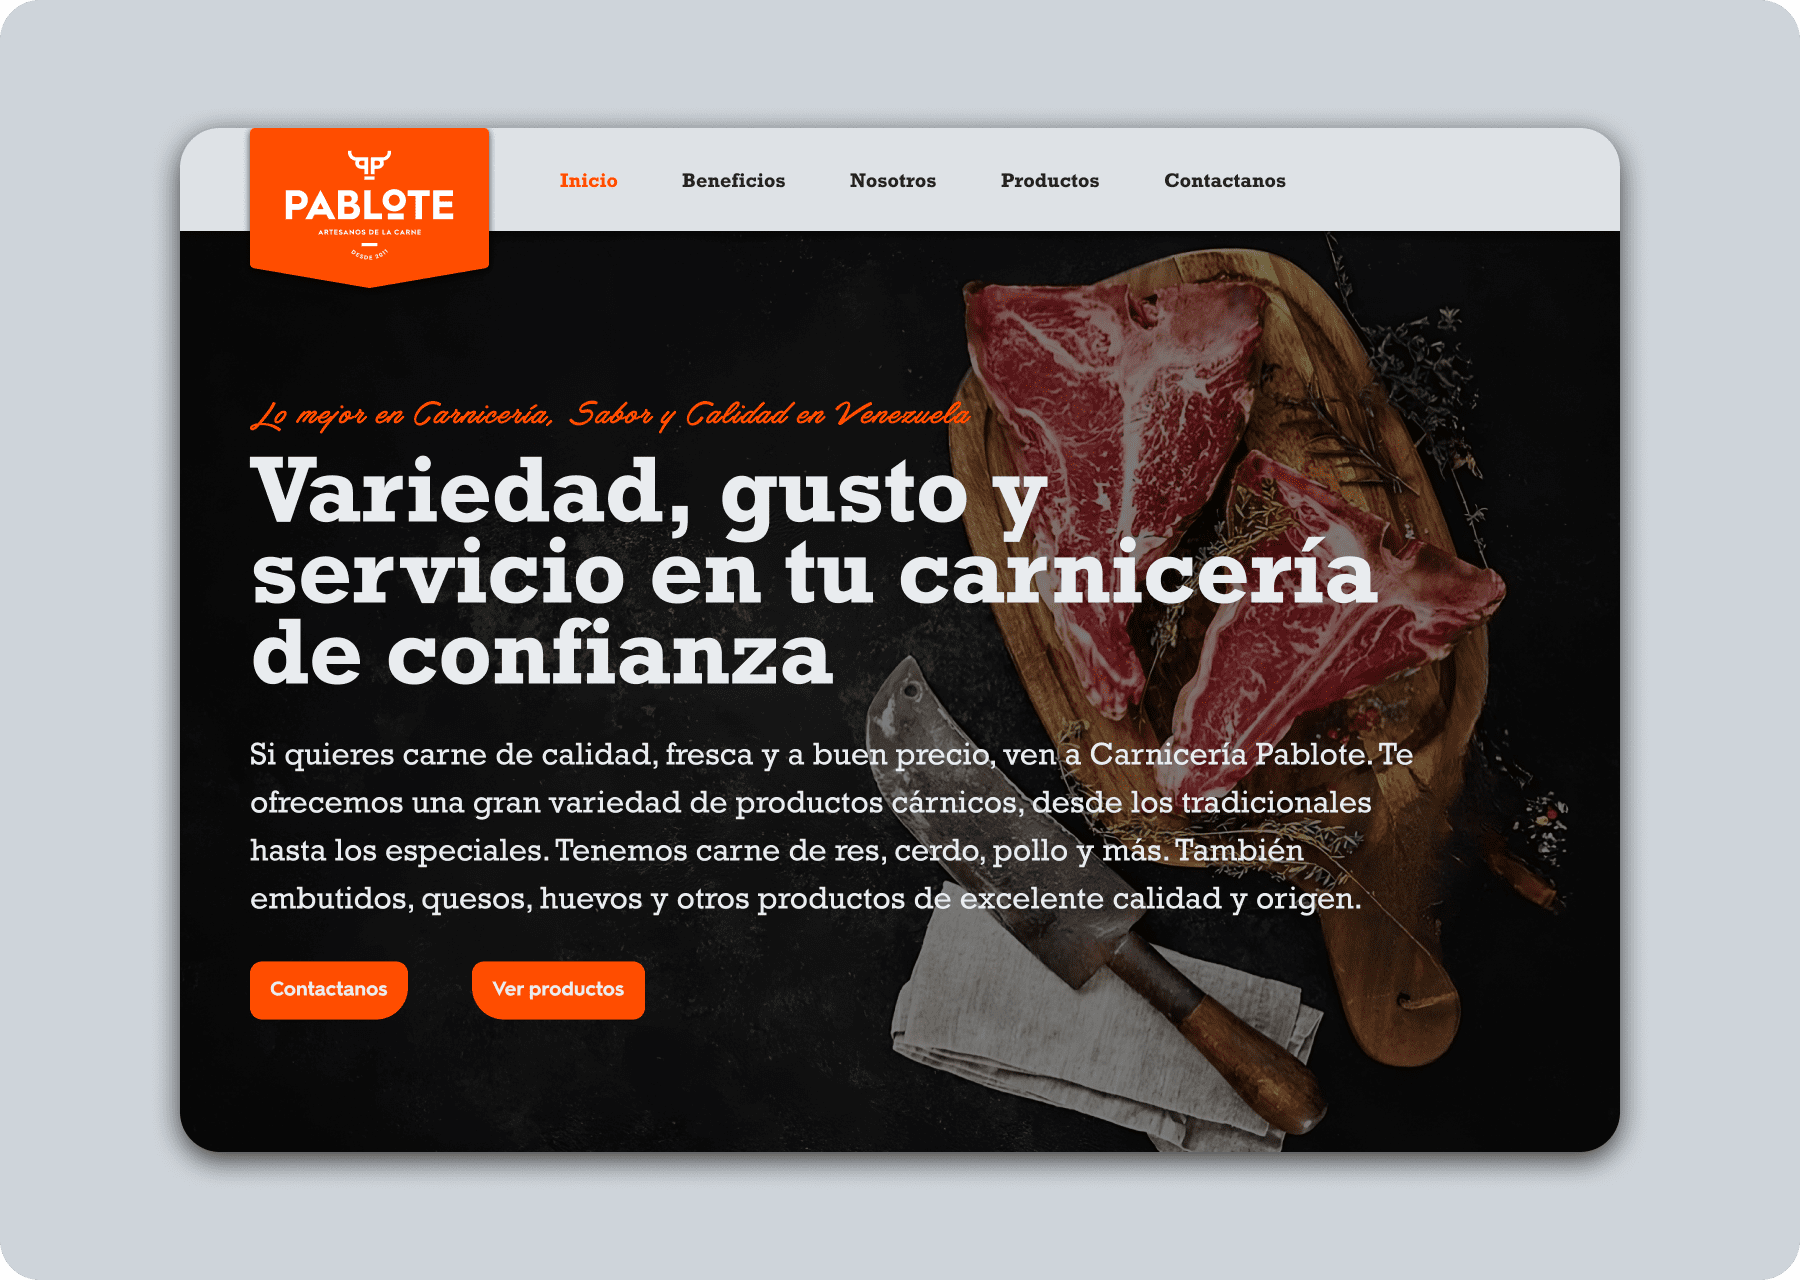 PABLOTE
ARTESANOS DE LA CARNE
DESDE 2011
Inicio
Beneficios
Nosotros
Productos
Contactanos
Lo mejor en Carnicería, Sabor y Calidad en Venezuela
Variedad, gusto y
servicio en tu carnicería
de confianza
Si quieres carne de calidad, fresca y a buen precio, ven a Carnicería Pablote. Te
ofrecemos una gran variedad de productos cárnicos, desde los tradicionales
hasta los especiales. Tenemos carne de res, cerdo, pollo y más. También
embutidos, quesos, huevos y otros productos de excelente calidad y origen.
Contactanos
Ver productos